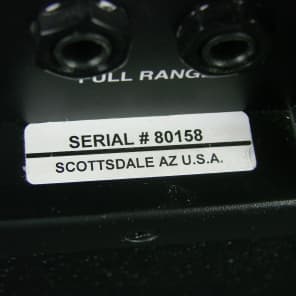 FULL RANGE
SERIAL # 80158
SCOTTSDALE AZ U.S.A.